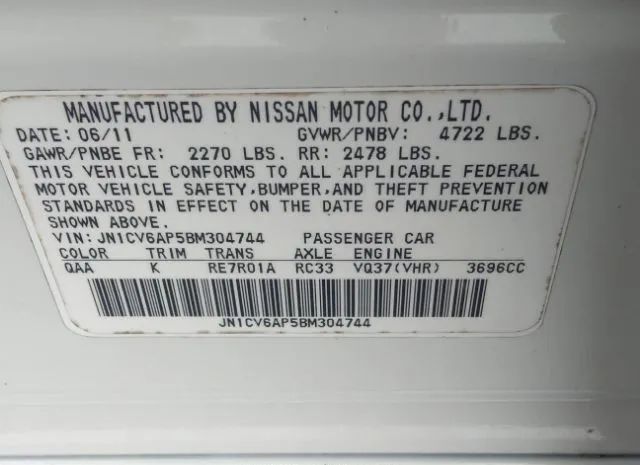 MANUFACTURED BY NISSAN MOTOR CO.,LTD.
DATE: 06/11 GVWR/PNBV: 4722 LBS.
GAWR/PNBE FR: 2270 LBS. RR: 2478 LBS.
THIS VEHICLE CONFORMS TO ALL APPLICABLE FEDERAL
MOTOR VEHICLE SAFETY,BUMPER,AND THEFT PREVENTION
STANDARDS IN EFFECT ON THE DATE OF MANUFACTURE
SHOWN ABOVE.
VIN: JN1CV6AP5BM304744 PASSENGER CAR
COLOR TRIM TRANS AXLE ENGINE
QAA K RE7R01A RC33 VQ37(VHR) 3696CC
JN1CV6AP5BM304744